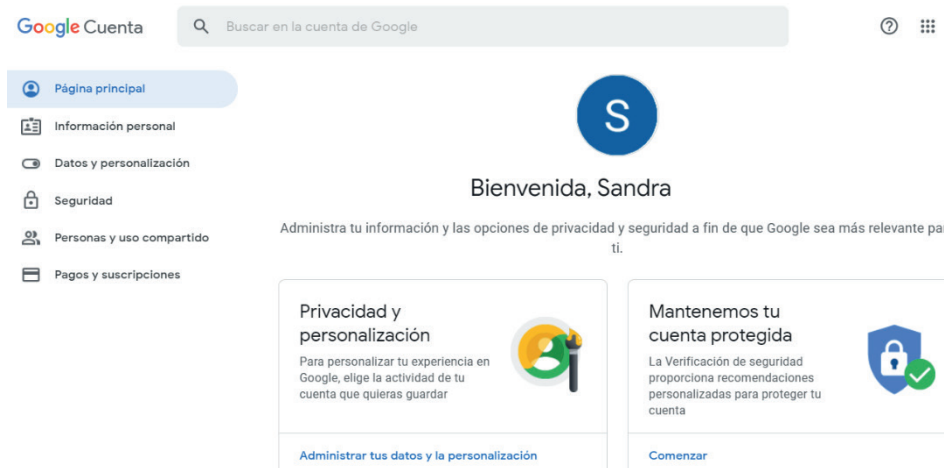 Google Cuenta
Buscar en la cuenta de Google
Página principal
Información personal
Datos y personalización
Seguridad
Personas y uso compartido
Pagos y suscripciones
S
Bienvenida, Sandra
Administra tu información y las opciones de privacidad y seguridad a fin de que Google sea más relevante par
ti.
Privacidad y
personalización
Para personalizar tu experiencia en
Google, elige la actividad de tu
cuenta que quieras guardar
Administrar tus datos y la personalización
Mantenemos tu
cuenta protegida
La Verificación de seguridad
proporciona recomendaciones
personalizadas para proteger tu
cuenta
Comenzar